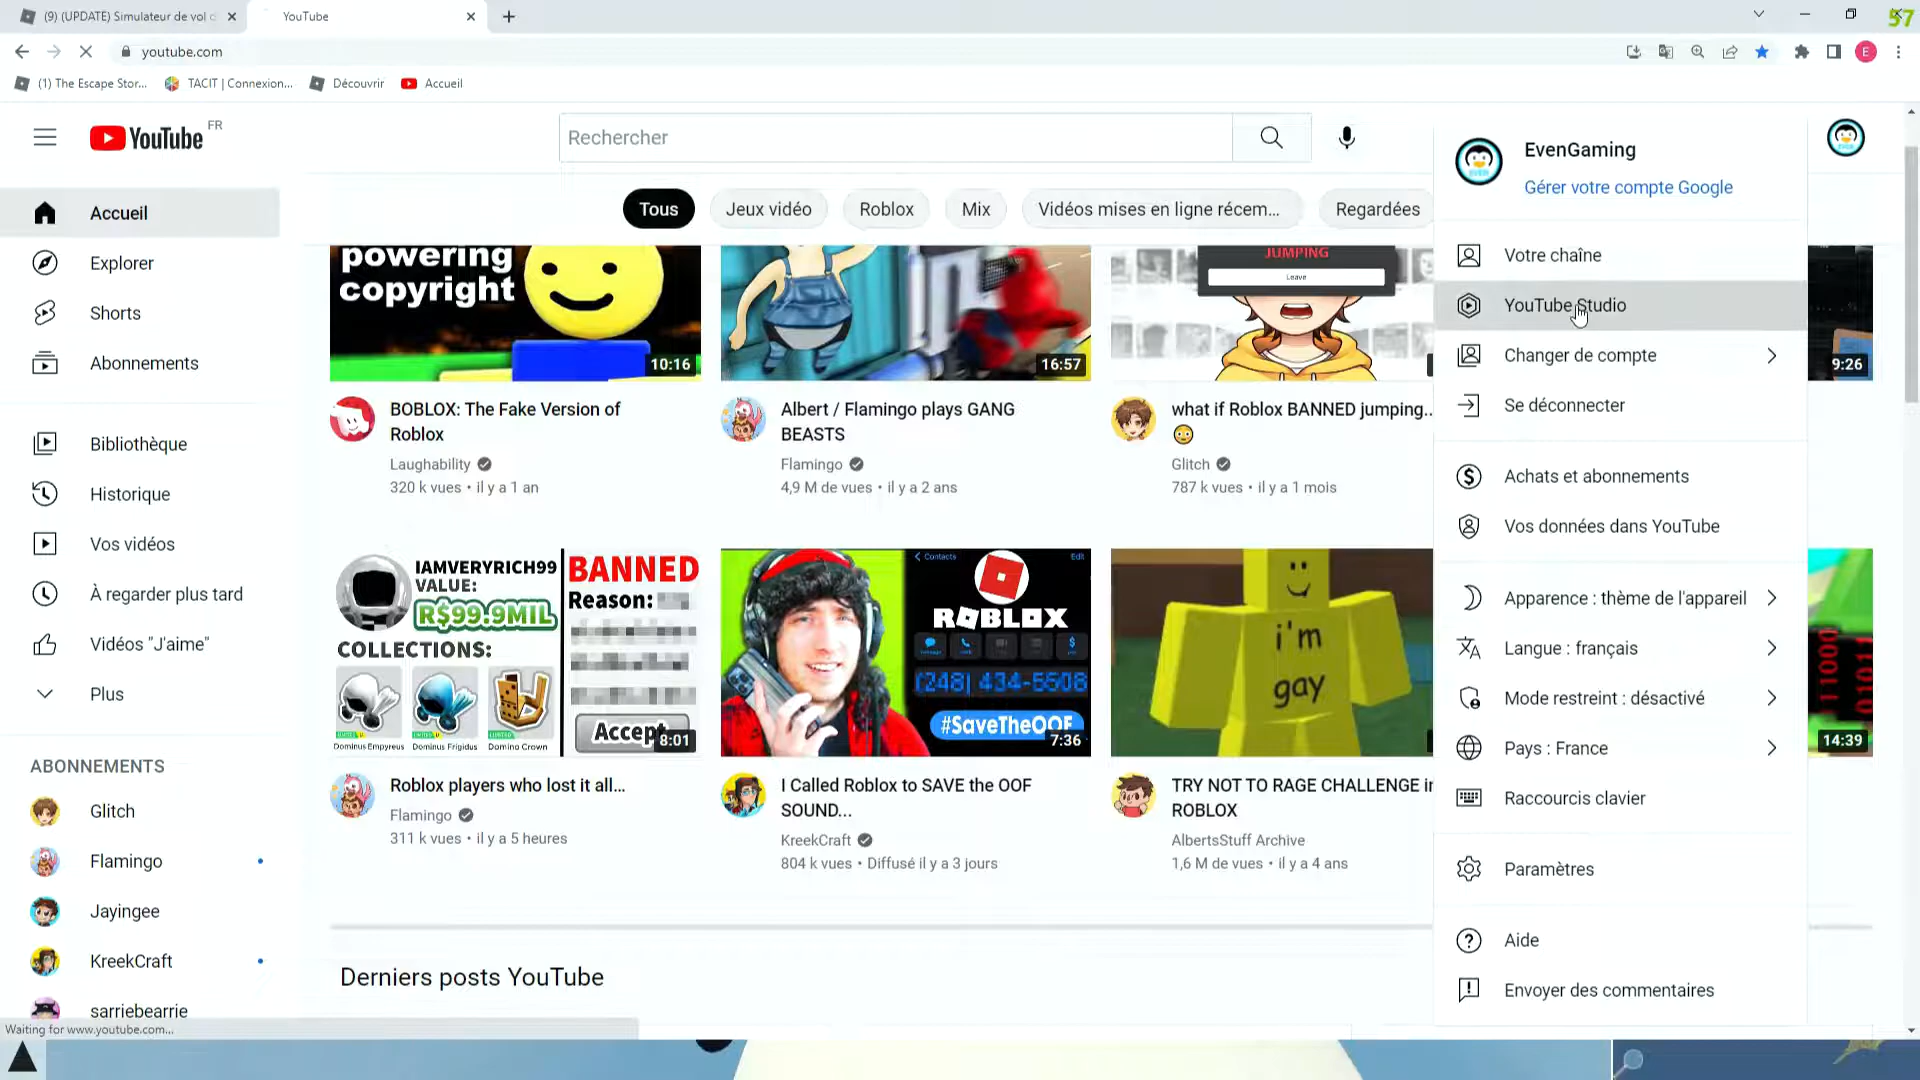 (9) (UPDATE) Simulateur de vol d
YouTube
57
youtube.com
E
(1) The Escape Stor...
TACIT | Connexion...
Découvrir
Accueil
YouTube
FR
Rechercher
Tous
Jeux vidéo
Roblox
Mix
Vidéos mises en ligne récem...
Regardées
Accueil
Explorer
Shorts
Abonnements
Bibliothèque
Historique
Vos vidéos
À regarder plus tard
Vidéos "J'aime"
Plus
ABONNEMENTS
Glitch
Flamingo
Jayingee
KreekCraft
sarriebearrie
Waiting for www.youtube.com...
powering
copyright
10:16
BOBLOX: The Fake Version of
Roblox
Laughability
320 k vues • il y a 1 an
16:57
Albert / Flamingo plays GANG
BEASTS
Flamingo
4,9 M de vues • il y a 2 ans
JUMPING
Leave
what if Roblox BANNED jumping..
Glitch
787 k vues • il y a 1 mois
9:26
IAMVERYRICH99
VALUE:
R$99.9MIL
COLLECTIONS:
Dominus Empyreus
Dominus Frigidus
Domino Crown
BANNED
Reason:
Accept
8:01
Roblox players who lost it all...
Flamingo
311 k vues • il y a 5 heures
Contacts
Edit
ROBLOX
(248) 434-5508
#SaveTheOOF
7:36
I Called Roblox to SAVE the OOF
SOUND...
KreekCraft
804 k vues • Diffusé il y a 3 jours
i'm
gay
TRY NOT TO RAGE CHALLENGE in
ROBLOX
AlbertsStuff Archive
1,6 M de vues • il y a 4 ans
11000
0101
14:39
Derniers posts YouTube
EvenGaming
Gérer votre compte Google
Votre chaîne
YouTube Studio
Changer de compte
Se déconnecter
Achats et abonnements
Vos données dans YouTube
Apparence : thème de l'appareil
Langue : français
Mode restreint : désactivé
Pays : France
Raccourcis clavier
Paramètres
Aide
Envoyer des commentaires